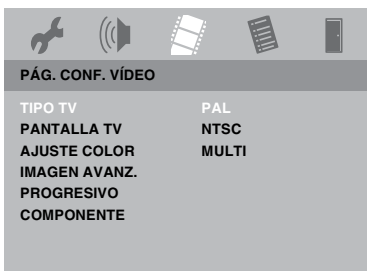 PÁG. CONF. VÍDEO
TIPO TV PAL
PANTALLA TV NTSC
AJUSTE COLOR MULTI
IMAGEN AVANZ.
PROGRESIVO
COMPONENTE